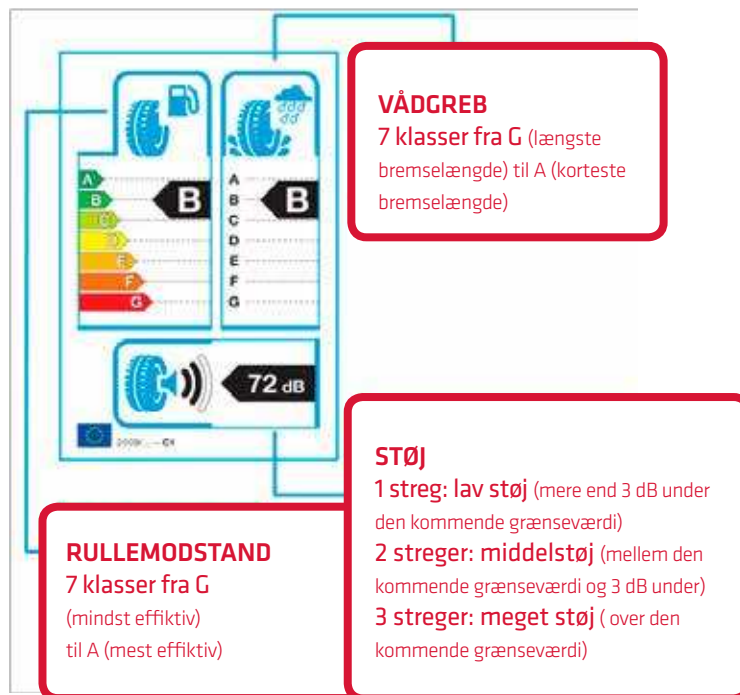 VÅDGREB
7 klasser fra G (længste
bremselængde) til A (korteste
bremselængde)
A
B
C
D
E
F
G
B
A
B
C
D
E
F
G
B
72 dB
STØJ
1 streg: lav støj (mere end 3 dB under
den kommende grænseværdi)
2 streger: middelstøj (mellem den
kommende grænseværdi og 3 dB under)
3 streger: meget støj ( over den
kommende grænseværdi)
RULLEMODSTAND
7 klasser fra G
(mindst effiktiv)
til A (mest effiktiv)